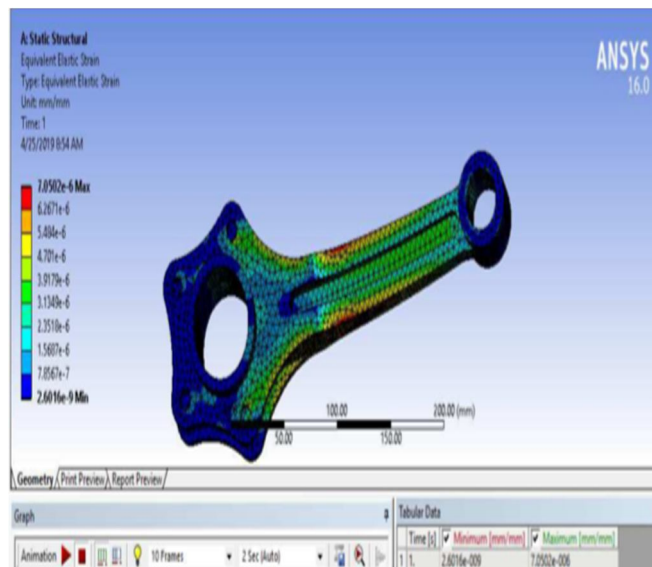 A: Static Structural
Equivalent Elastic Strain
Type: Equivalent Elastic Strain
Unit: mm/mm
Time: 1
4/25/2019 8:54 AM
ANSYS
16.0
7.0502e-6 Max
6.2671e-6
5.484e-6
4.701e-6
3.9179e-6
3.1349e-6
2.3518e-6
1.5687e-6
7.8567e-7
2.6016e-9 Min
100.00
200.00 (mm)
50.00
150.00
Geometry / Print Preview / Report Preview /
Graph
Tabular Data
Animation
10 Frames
2 Sec (Auto)
Time [s] Minimum [mm/mm] Maximum [mm/mm]
1 1. 2.6016e-009 7.0502e-006